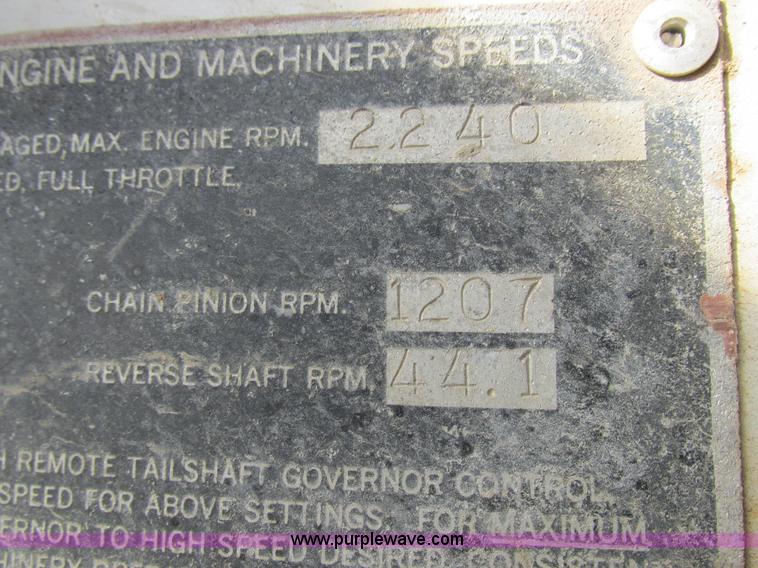 ENGINE AND MACHINERY SPEEDS
AGED, MAX. ENGINE RPM. 2240
ED, FULL THROTTLE.
CHAIN PINION RPM. 1207
REVERSE SHAFT RPM. 44.1
H REMOTE TAILSHAFT GOVERNOR CONTROL,
SPEED FOR ABOVE SETTINGS. FOR MAXIMUM
VERNOR TO HIGH SPEED DESIRED CONSISTEN
www.purplewave.com